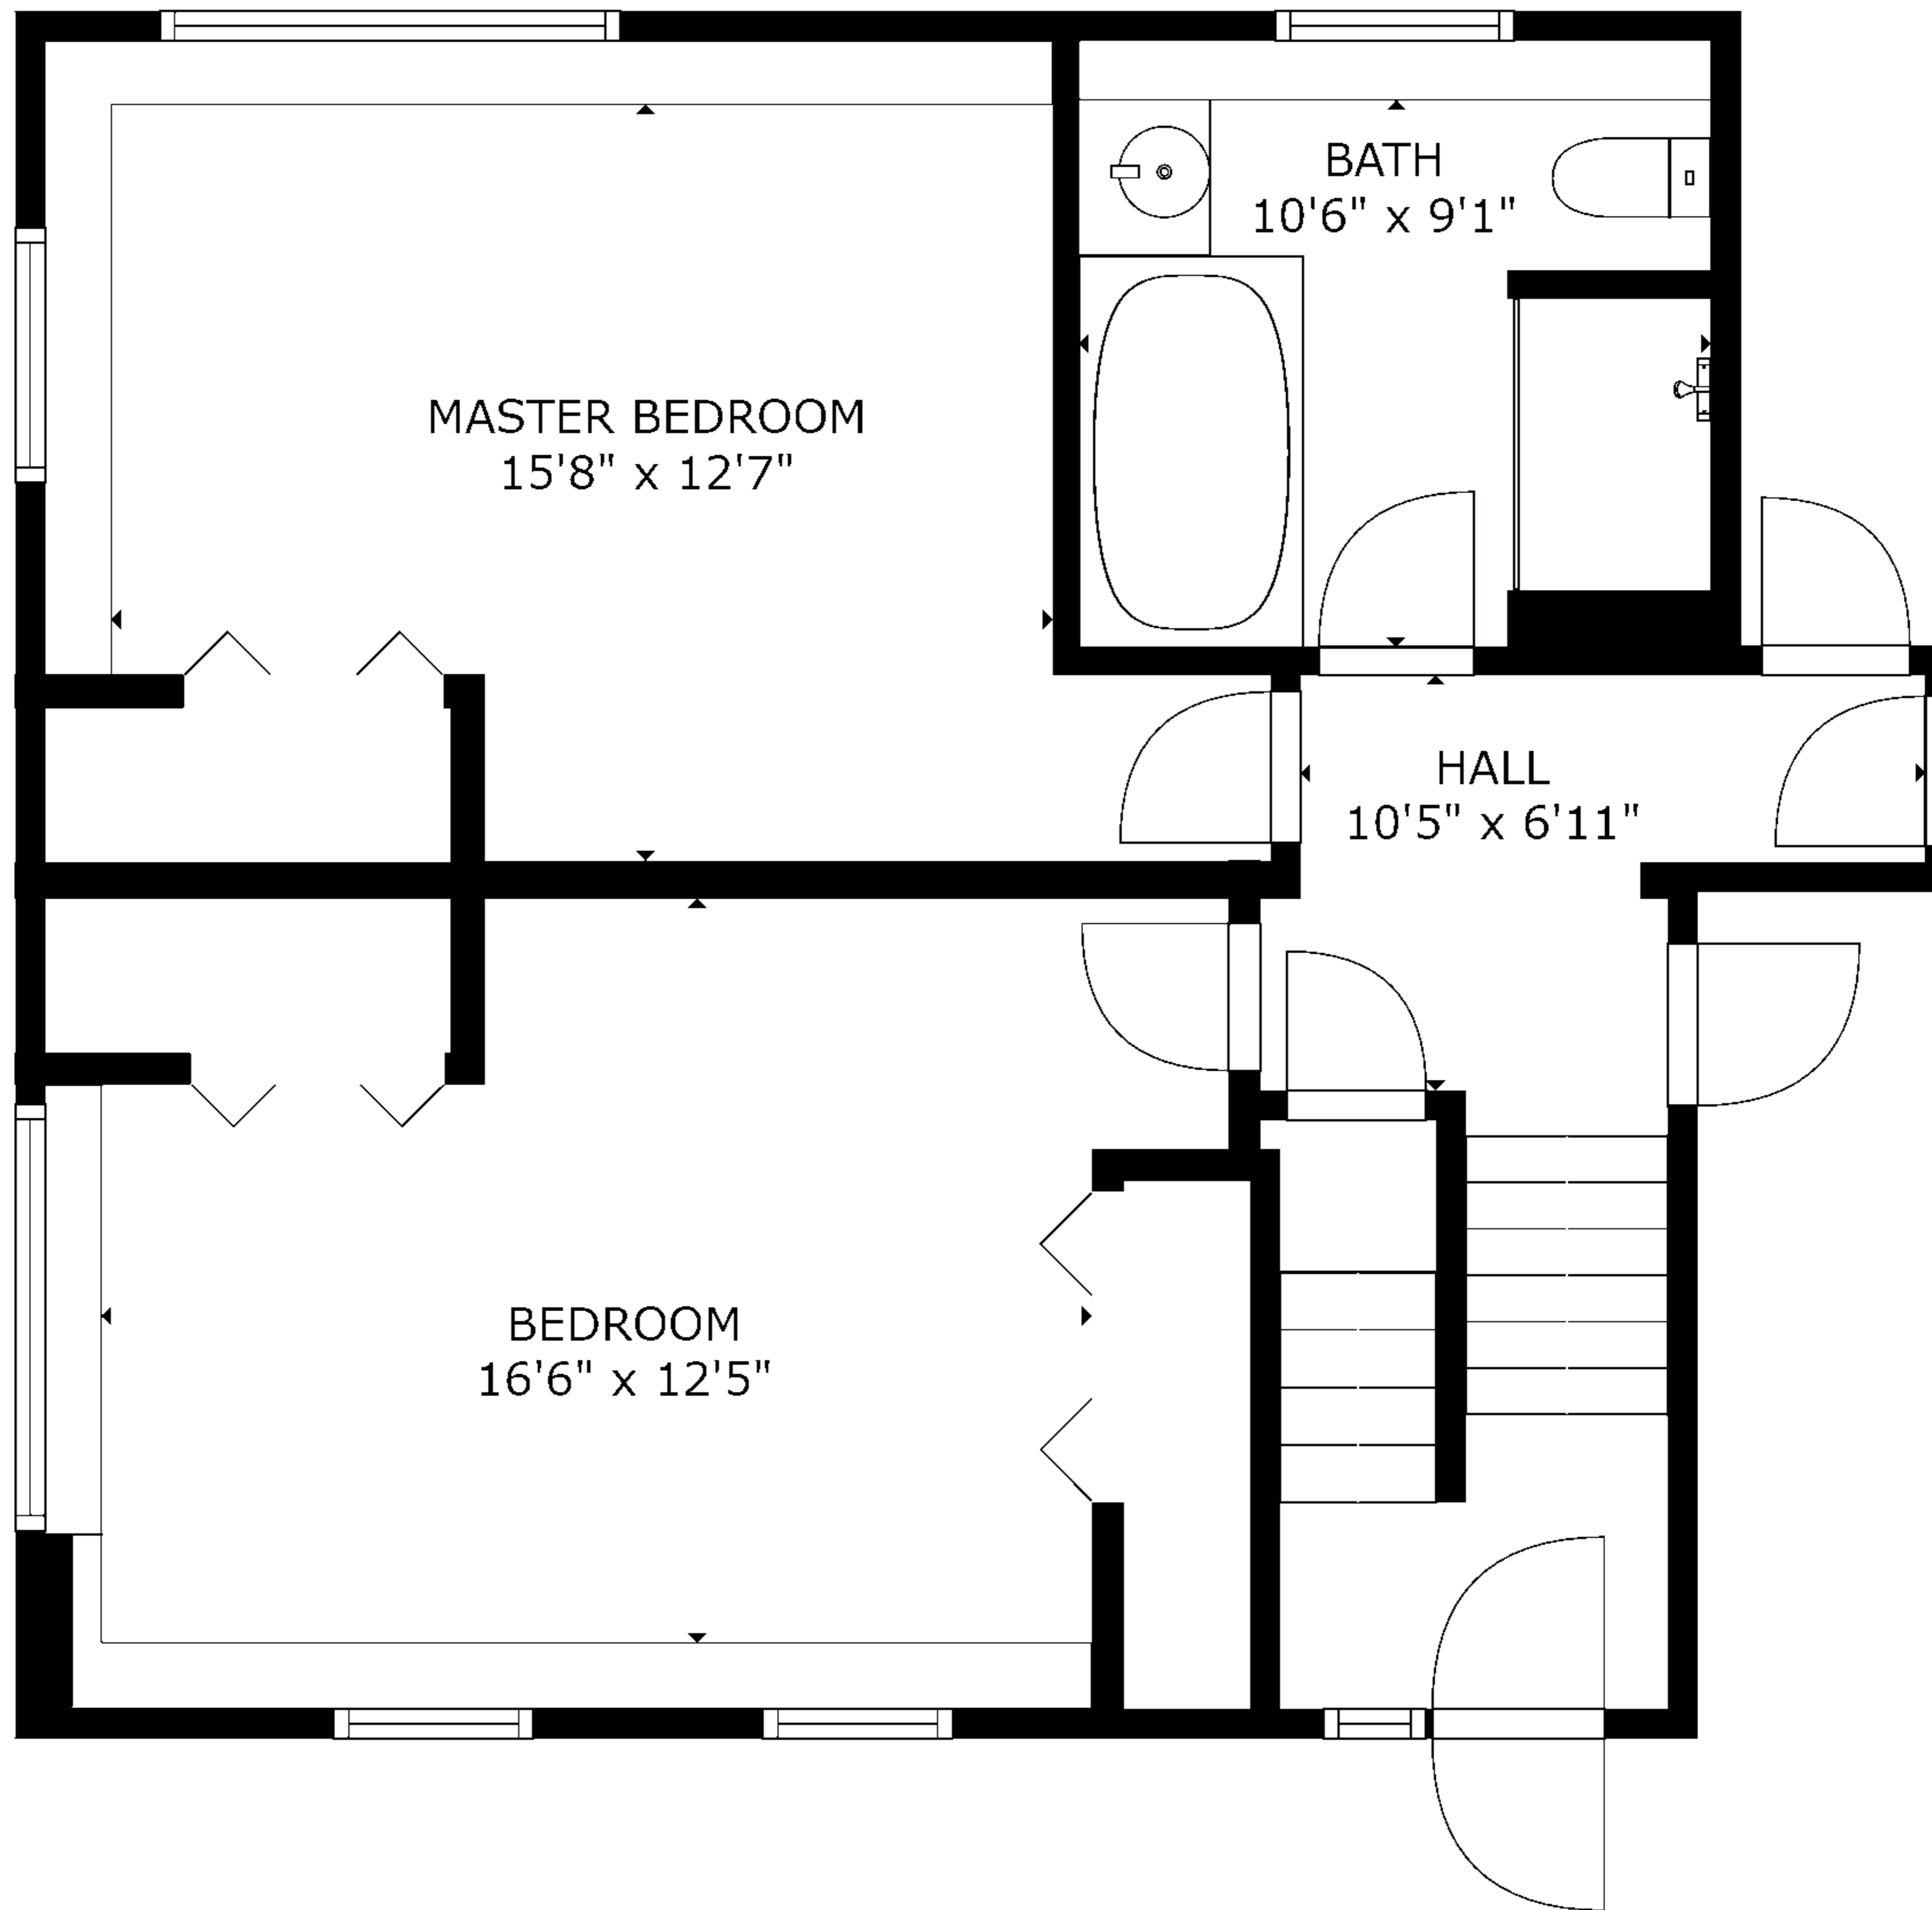 BATH
10'6" x 9'1"
MASTER BEDROOM
15'8" x 12'7"
HALL
10'5" x 6'11"
BEDROOM
16'6" x 12'5"